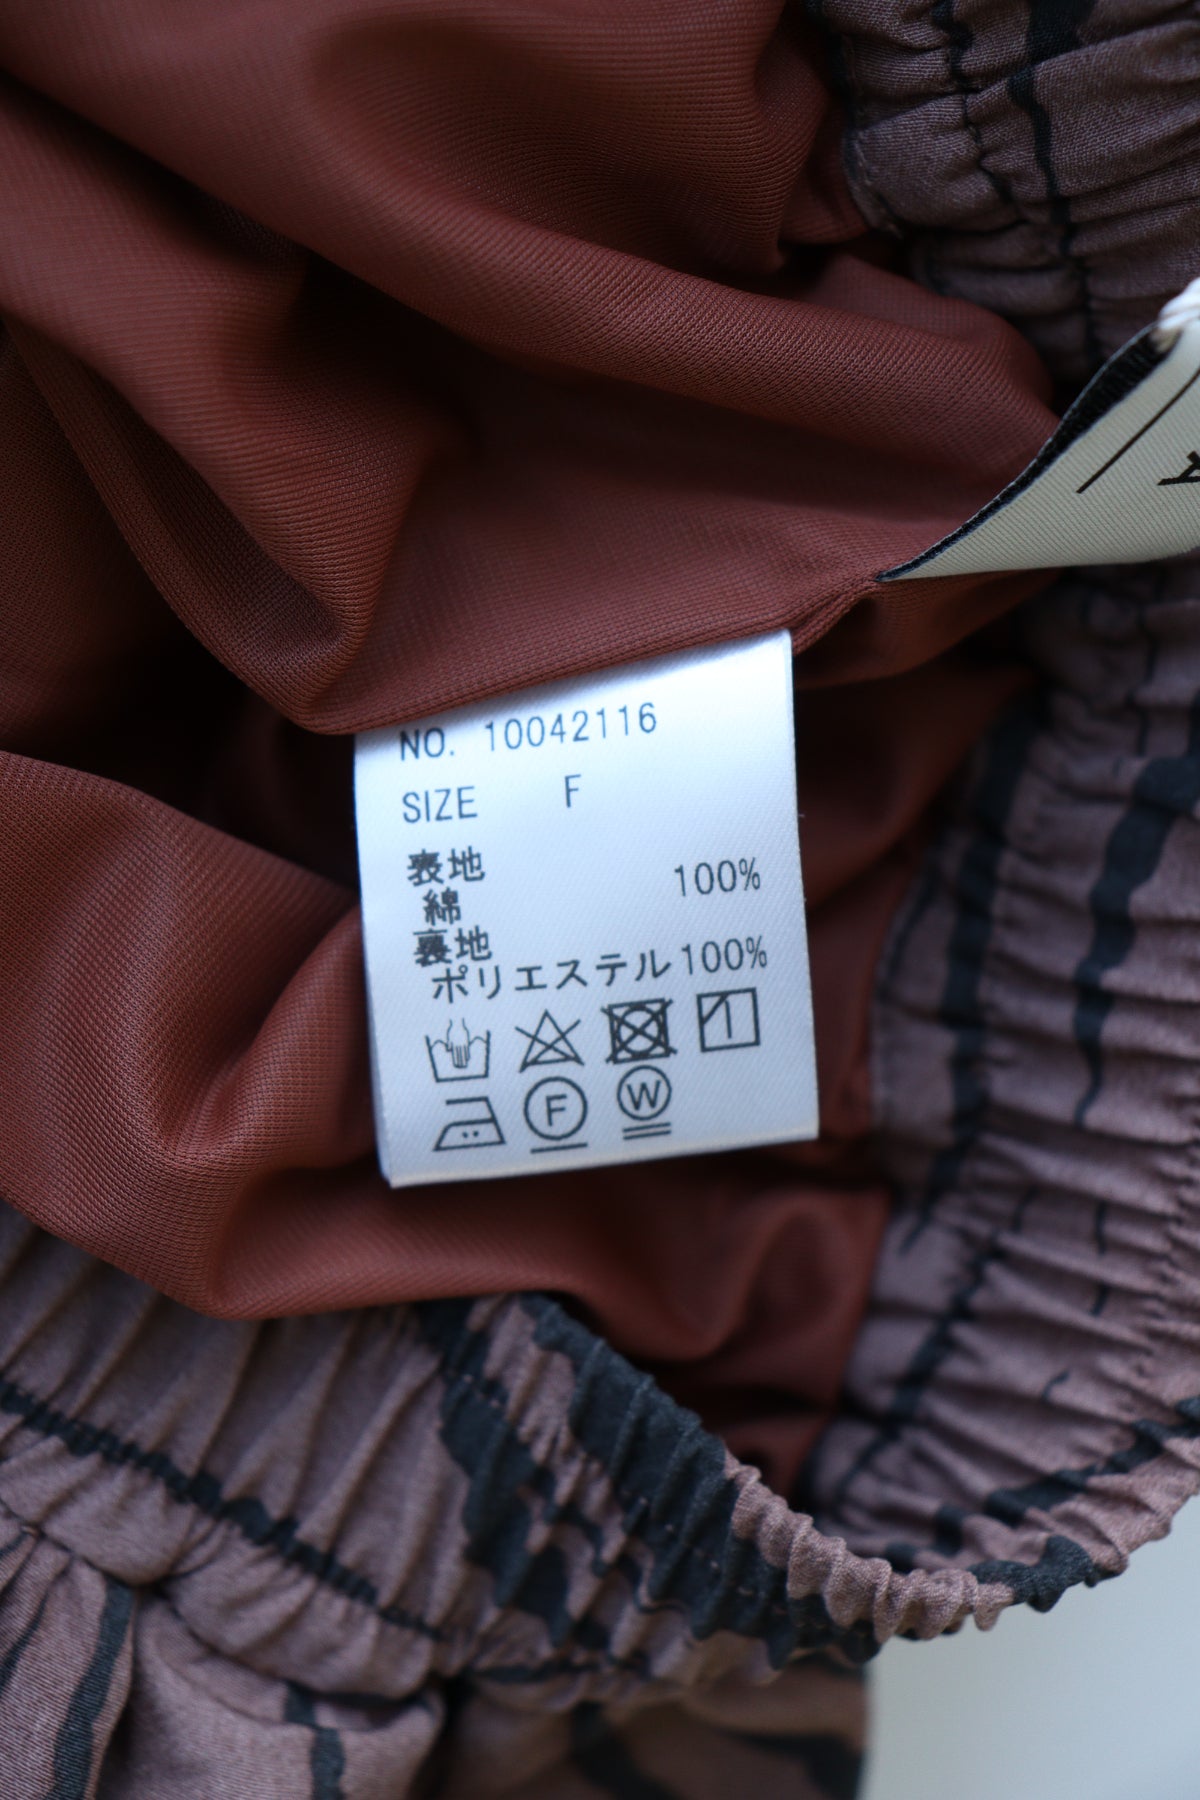 NO. 10042116
SIZE F
表地
綿 100%
裏地
ポリエステル100%
F W